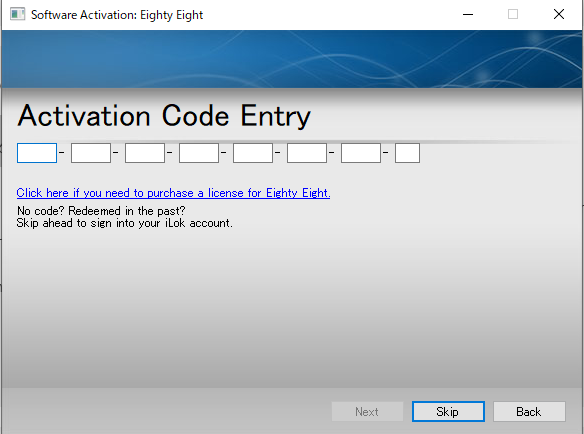 Software Activation: Eighty Eight
Activation Code Entry
- - - - - - -
Click here if you need to purchase a license for Eighty Eight.
No code? Redeemed in the past?
Skip ahead to sign into your iLok account.
Next Skip Back